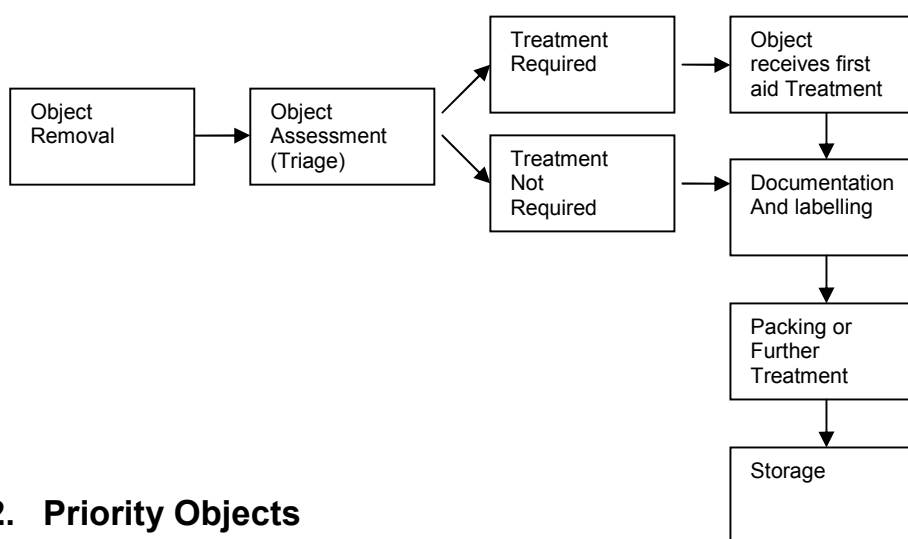 Object
Removal
Object
Assessment
(Triage)
Treatment
Required
Treatment
Not
Required
Object
receives first
aid Treatment
Documentation
And labelling
Packing or
Further
Treatment
Storage
2. Priority Objects